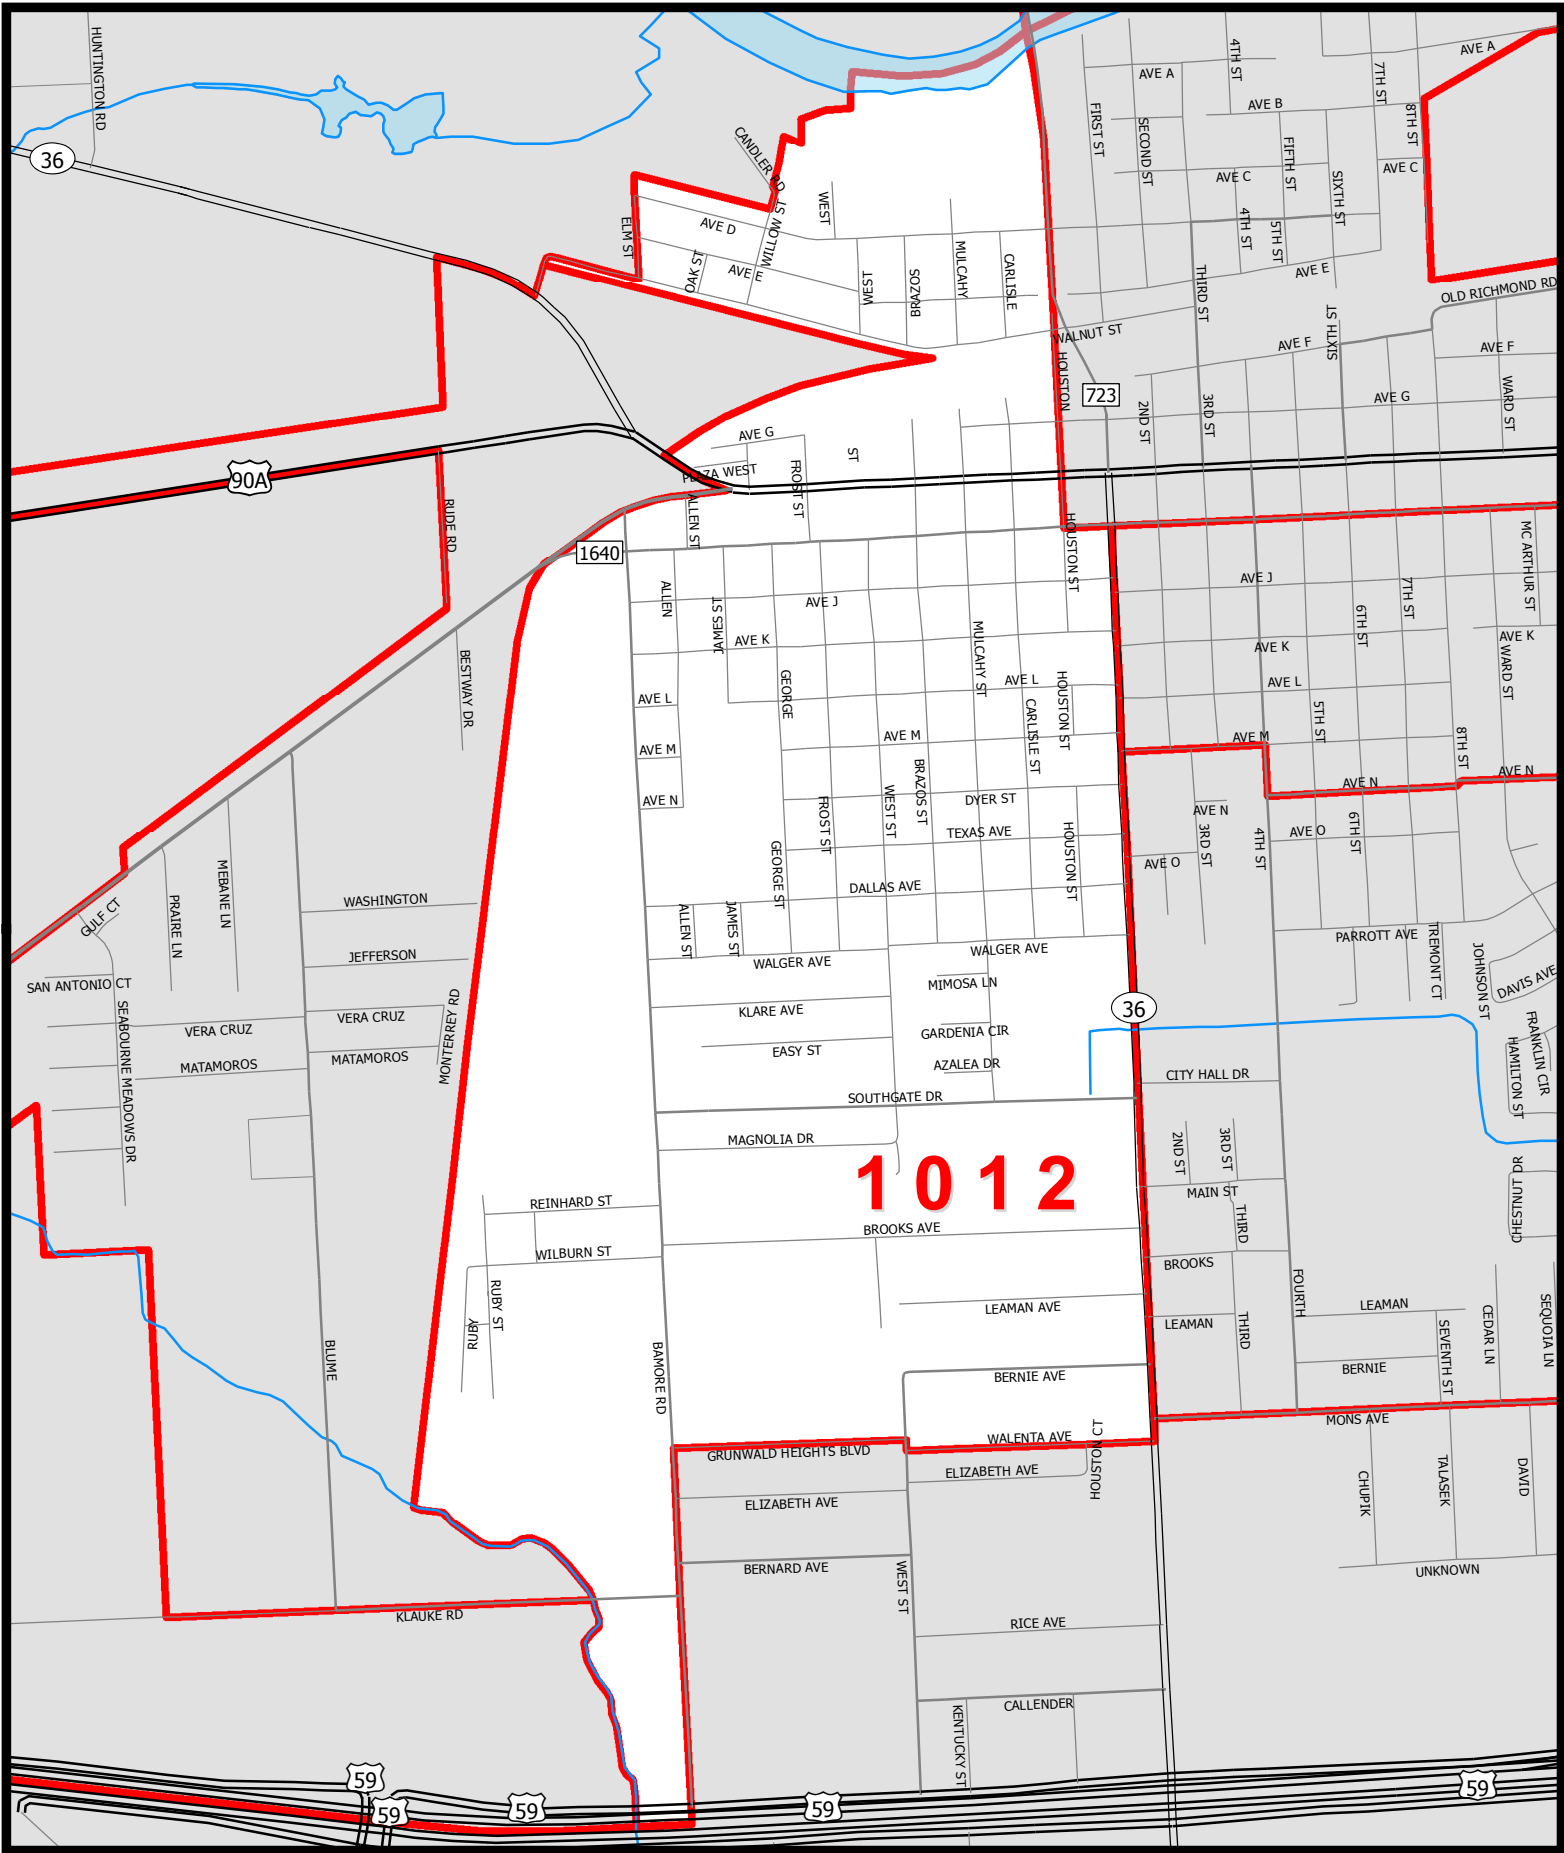 HUNTINGTON RD
4TH ST
AVE A
AVE A
7TH ST
AVE B
8TH ST
FIRST ST
SECOND ST
FIFTH ST
SIXTH ST
AVE C
AVE C
36
CANDLER RD
WEST
ELM ST
AVE D
WILLOW ST
4TH ST
5TH ST
OAK ST
AVE E
WEST
BRAZOS
MULCAHY
CARLISLE
THIRD ST
AVE E
OLD RICHMOND RD
WALNUT ST
SIXTH ST
AVE F
AVE F
HOUSTON
723
2ND ST
3RD ST
AVE G
WARD ST
AVE G
ST
PLAZA WEST
FROST ST
90A
RUDE RD
ALLEN ST
HOUSTON ST
MC ARTHUR ST
1640
ALLEN
JAMES ST
AVE J
AVE J
7TH ST
6TH ST
AVE K
MULCAHY ST
AVE K
AVE K
WARD ST
BESTWAY DR
GEORGE
AVE L
AVE L
HOUSTON ST
AVE L
CARLISLE ST
5TH ST
AVE M
AVE M
AVE M
8TH ST
BRAZOS ST
AVE N
AVE N
AVE N
FROST ST
WEST ST
DYER ST
AVE N
3RD ST
4TH ST
6TH ST
TEXAS AVE
HOUSTON ST
AVE O
AVE O
MEBANE LN
PRAIRE LN
GEORGE ST
DALLAS AVE
WASHINGTON
GULF CT
ALLEN ST
JAMES ST
PARROTT AVE
TREMONT CT
JOHNSON ST
DAVIS AVE
JEFFERSON
WALGER AVE
WALGER AVE
SAN ANTONIO CT
MIMOSA LN
SEABOURNE MEADOWS DR
MONTERREY RD
KLARE AVE
36
VERA CRUZ
VERA CRUZ
GARDENIA CIR
FRANKLIN CIR
HAMILTON ST
MATAMOROS
MATAMOROS
EASY ST
AZALEA DR
CITY HALL DR
SOUTHGATE DR
MAGNOLIA DR
2ND ST
3RD ST
1012
CHESTNUT DR
REINHARD ST
MAIN ST
THIRD
BROOKS AVE
WILBURN ST
BROOKS
FOURTH
RUBY ST
LEAMAN AVE
LEAMAN
SEQUOIA LN
CEDAR LN
RUBY
LEAMAN
THIRD
SEVENTH ST
BLUME
BAMORE RD
BERNIE AVE
BERNIE
WALENTA AVE
HOUSTON CT
MONS AVE
GRUNWALD HEIGHTS BLVD
ELIZABETH AVE
CHUPIK
TALASEK
DAVID
ELIZABETH AVE
BERNARD AVE
WEST ST
UNKNOWN
KLAUKE RD
RICE AVE
CALLENDER
KENTUCKY ST
59
59
59
59
59